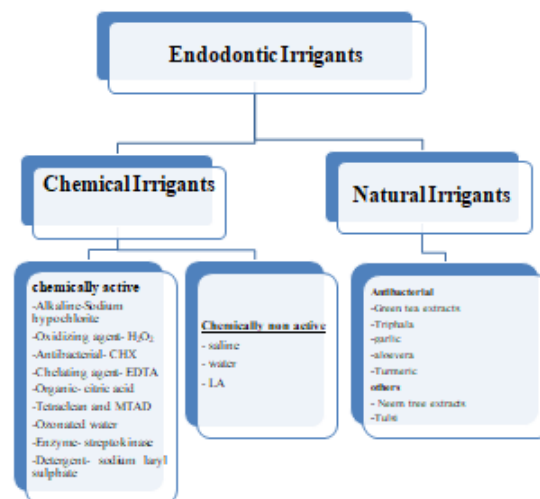 Endodontic Irrigants
Chemical Irrigants
Natural Irrigants
chemically active
-Alkaline-Sodium
hypochlorite
-Oxidizing agent- H₂O₂
-Antibacterial- CHX
-Chelating agent- EDTA
-Organic- citric acid
-Tetraclean and MTAD
-Ozonated water
-Enzyme- streptokinase
-Detergent- sodium laryl
sulphate
Chemically non active
- saline
- water
- LA
Antibacterial
-Green tea extracts
-Triphala
-garlic
-aloevera
-Turmeric
others
- Neem tree extracts
-Tulsi